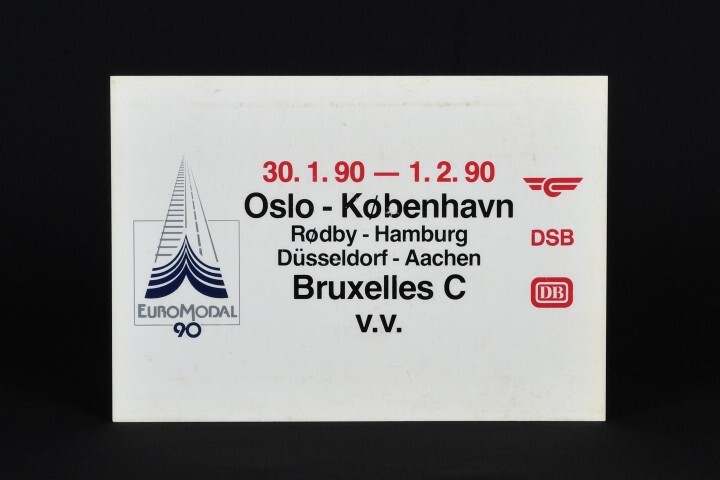 30. 1. 90 — 1. 2. 90
Oslo - København
Rødby - Hamburg
Düsseldorf - Aachen
Bruxelles C
v.v.
EUROMODAL
90
DSB
DB